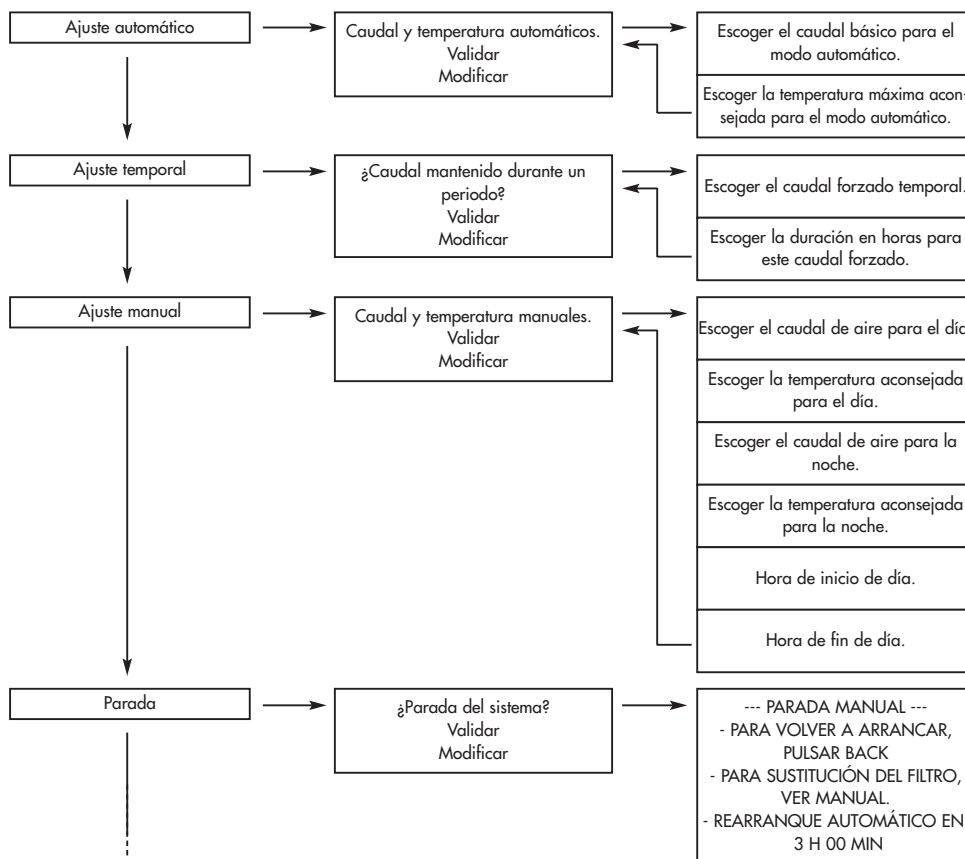 Ajuste automático
Caudal y temperatura automáticos.
Validar
Modificar
Escoger el caudal básico para el
modo automático.
Escoger la temperatura máxima acon-
sejada para el modo automático.
Ajuste temporal
¿Caudal mantenido durante un
periodo?
Validar
Modificar
Escoger el caudal forzado temporal.
Escoger la duración en horas para
este caudal forzado.
Ajuste manual
Caudal y temperatura manuales.
Validar
Modificar
Escoger el caudal de aire para el día
Escoger la temperatura aconsejada
para el día.
Escoger el caudal de aire para la
noche.
Escoger la temperatura aconsejada
para la noche.
Hora de inicio de día.
Hora de fin de día.
Parada
¿Parada del sistema?
Validar
Modificar
--- PARADA MANUAL ---
- PARA VOLVER A ARRANCAR,
PULSAR BACK
- PARA SUSTITUCIÓN DEL FILTRO,
VER MANUAL.
- REARRANQUE AUTOMÁTICO EN
3 H 00 MIN